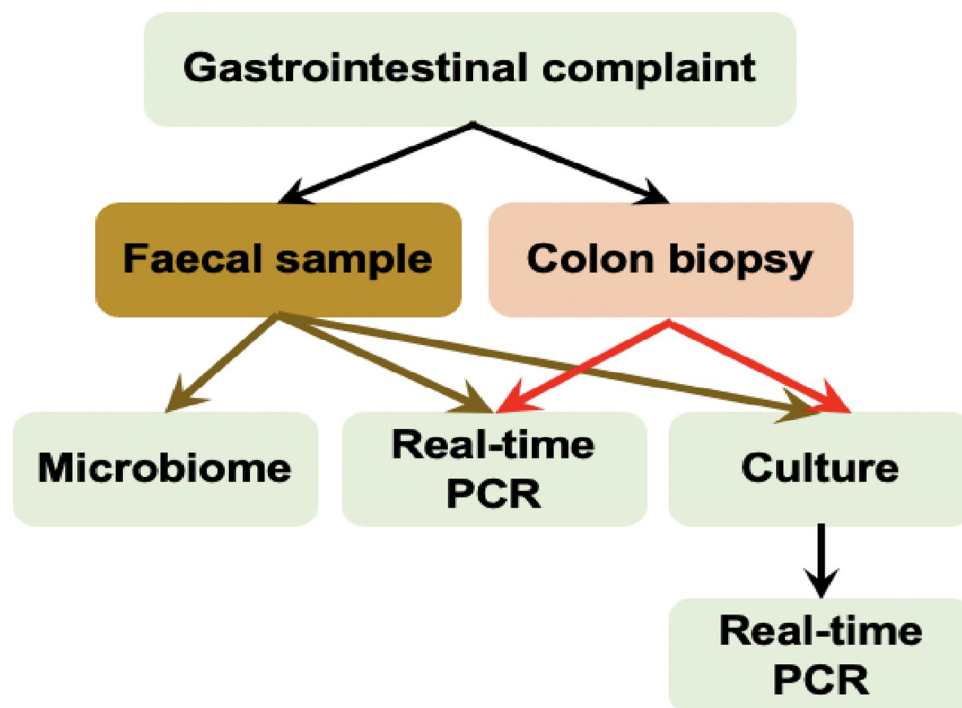 Gastrointestinal complaint
Faecal sample
Colon biopsy
Microbiome
Real-time
PCR
Culture
Real-time
PCR